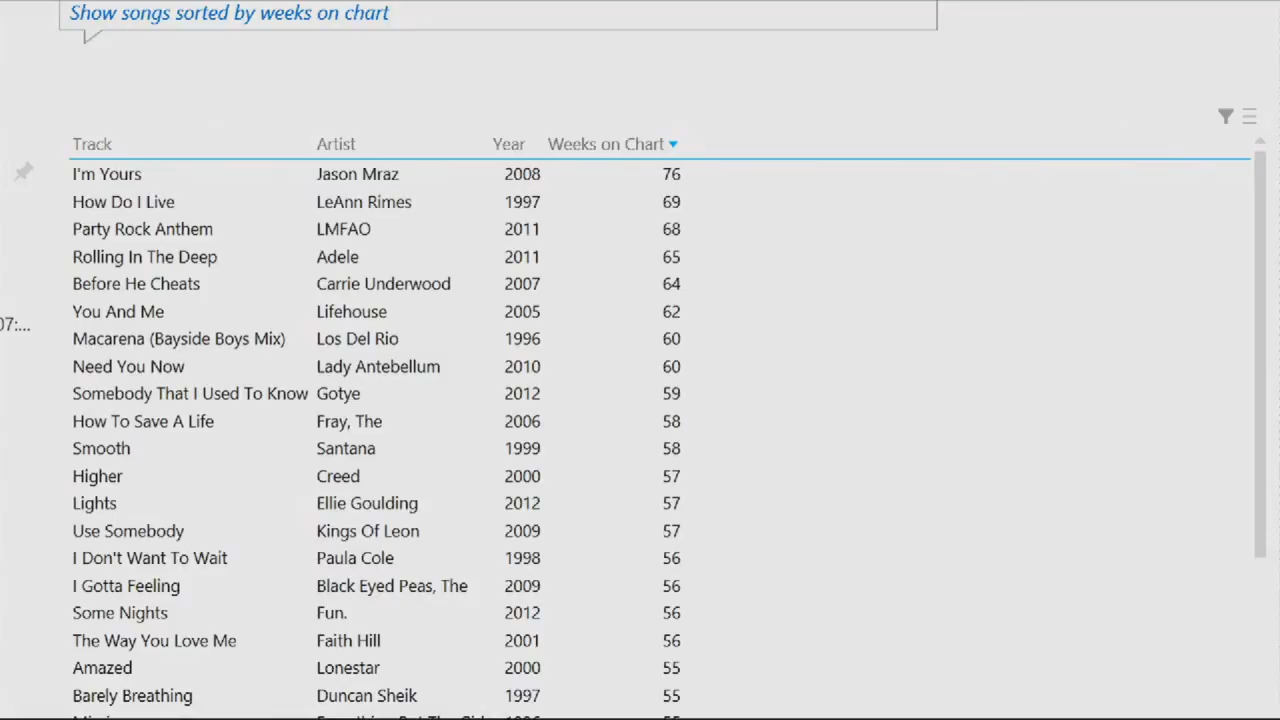 Show songs sorted by weeks on chart
Track Artist Year Weeks on Chart
I'm Yours Jason Mraz 2008 76
How Do I Live LeAnn Rimes 1997 69
Party Rock Anthem LMFAO 2011 68
Rolling In The Deep Adele 2011 65
Before He Cheats Carrie Underwood 2007 64
You And Me Lifehouse 2005 62
07:...
Macarena (Bayside Boys Mix) Los Del Rio 1996 60
Need You Now Lady Antebellum 2010 60
Somebody That I Used To Know Gotye 2012 59
How To Save A Life Fray, The 2006 58
Smooth Santana 1999 58
Higher Creed 2000 57
Lights Ellie Goulding 2012 57
Use Somebody Kings Of Leon 2009 57
I Don't Want To Wait Paula Cole 1998 56
I Gotta Feeling Black Eyed Peas, The 2009 56
Some Nights Fun. 2012 56
The Way You Love Me Faith Hill 2001 56
Amazed Lonestar 2000 55
Barely Breathing Duncan Sheik 1997 55